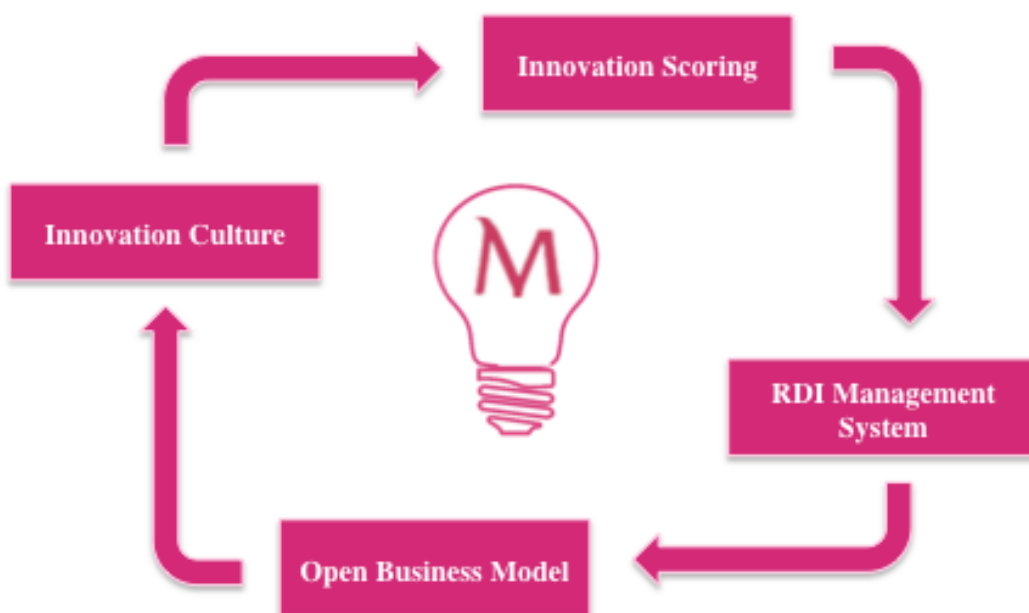 Innovation Scoring
Innovation Culture
M
RDI Management
System
Open Business Model